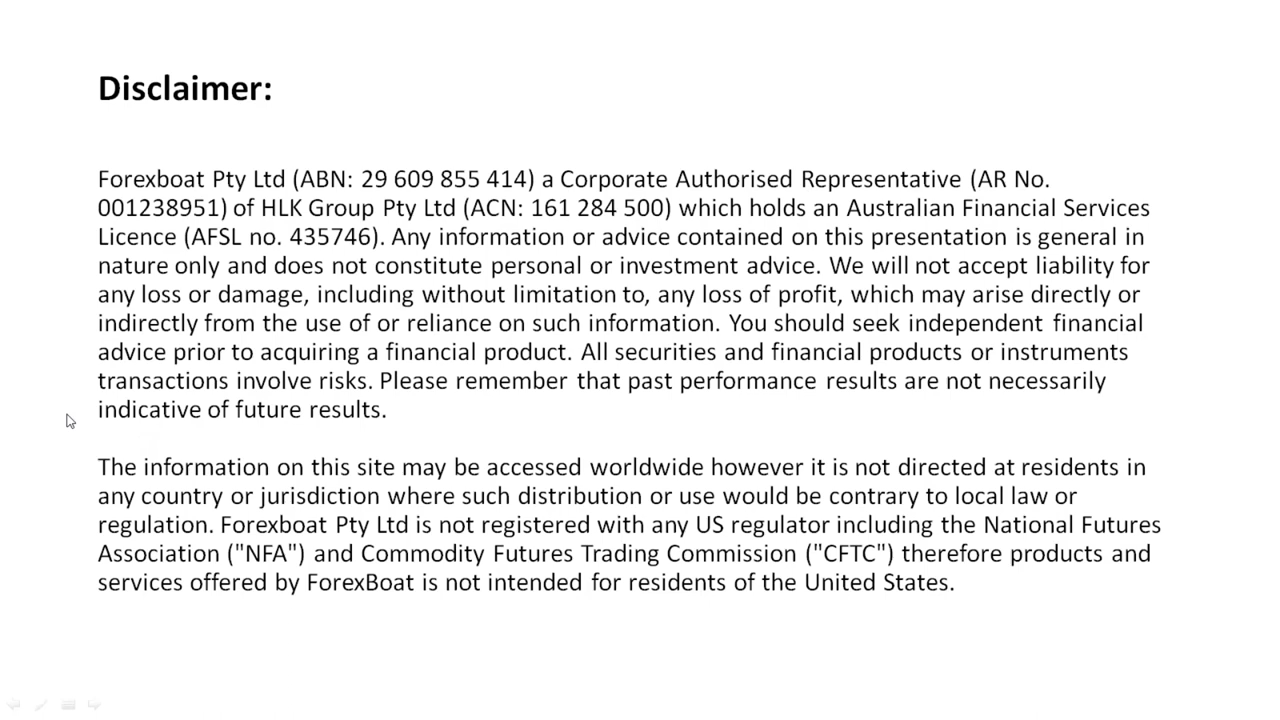 Disclaimer:
Forexboat Pty Ltd (ABN: 29 609 855 414) a Corporate Authorised Representative (AR No.
001238951) of HLK Group Pty Ltd (ACN: 161 284 500) which holds an Australian Financial Services
Licence (AFSL no. 435746). Any information or advice contained on this presentation is general in
nature only and does not constitute personal or investment advice. We will not accept liability for
any loss or damage, including without limitation to, any loss of profit, which may arise directly or
indirectly from the use of or reliance on such information. You should seek independent financial
advice prior to acquiring a financial product. All securities and financial products or instruments
transactions involve risks. Please remember that past performance results are not necessarily
indicative of future results.
The information on this site may be accessed worldwide however it is not directed at residents in
any country or jurisdiction where such distribution or use would be contrary to local law or
regulation. Forexboat Pty Ltd is not registered with any US regulator including the National Futures
Association ("NFA") and Commodity Futures Trading Commission ("CFTC") therefore products and
services offered by ForexBoat is not intended for residents of the United States.